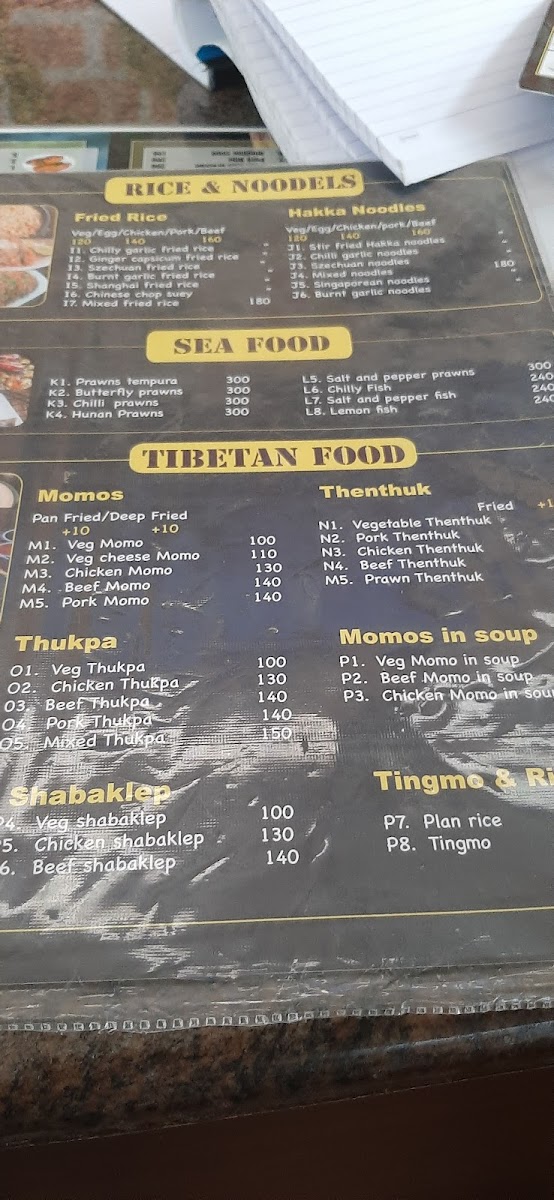 RICE & NOODELS
Fried Rice
Veg/Egg/Chicken/Pork/Beef
120 140 160
I1. Chilly garlic fried rice "
I2. Ginger capsicum fried rice "
I3. Szechuan fried rice "
I4. Burnt garlic fried rice "
I5. Shanghai fried rice "
I6. Chinese chop suey
I7. Mixed fried rice 180
Hakka Noodles
Veg/Egg/Chicken/pork/Beef
120 140 160
J1. Stir fried Hakka noodles "
J2. Chilli garlic noodles "
J3. Szechuan noodles "
J4. Mixed noodles 180
J5. Singaporean noodles "
J6. Burnt garlic noodles "
SEA FOOD
K1. Prawns tempura 300
K2. Butterfly prawns 300
K3. Chilli prawns 300
K4. Hunan Prawns 300
L5. Salt and pepper prawns 300
L6. Chilly Fish 240
L7. Salt and pepper fish 240
L8. Lemon fish 240
TIBETAN FOOD
Momos
Pan Fried/Deep Fried
+10 +10
M1. Veg Momo 100
M2. Veg cheese Momo 110
M3. Chicken Momo 130
M4. Beef Momo 140
M5. Pork Momo 140
Thenthuk
Fried
N1. Vegetable Thenthuk
N2. Pork Thenthuk
N3. Chicken Thenthuk
N4. Beef Thenthuk
M5. Prawn Thenthuk
Thukpa
O1. Veg Thukpa 100
O2. Chicken Thukpa 130
O3. Beef Thukpa 140
O4. Pork Thukpa 140
O5. Mixed Thukpa 150
Momos in soup
P1. Veg Momo in soup
P2. Beef Momo in soup
P3. Chicken Momo in sou
Shabaklep
P4. Veg shabaklep 100
P5. Chicken shabaklep 130
6. Beef shabaklep 140
Tingmo & Ri
P7. Plan rice
P8. Tingmo